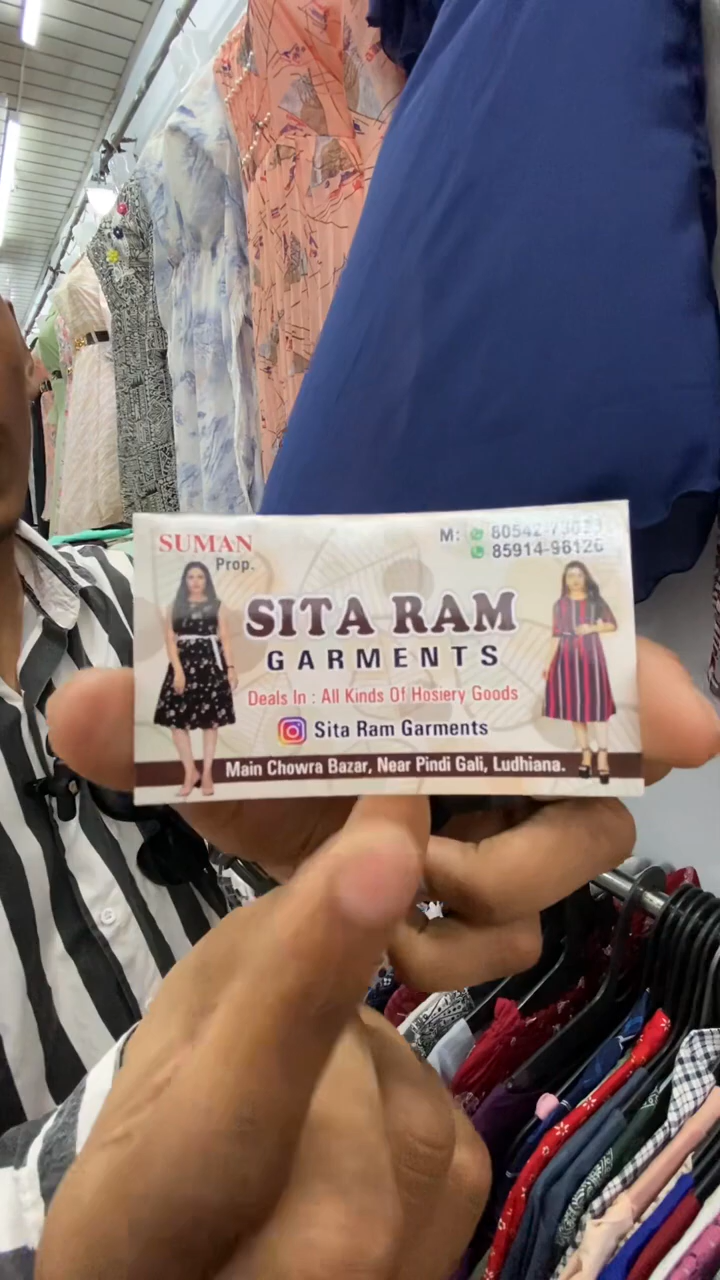 SUMAN
Prop.
M:
85914-96126
SITA RAM
GARMENTS
Deals In : All Kinds Of Hosiery Goods
Sita Ram Garments
Main Chowra Bazar, Near Pindi Gali, Ludhiana.